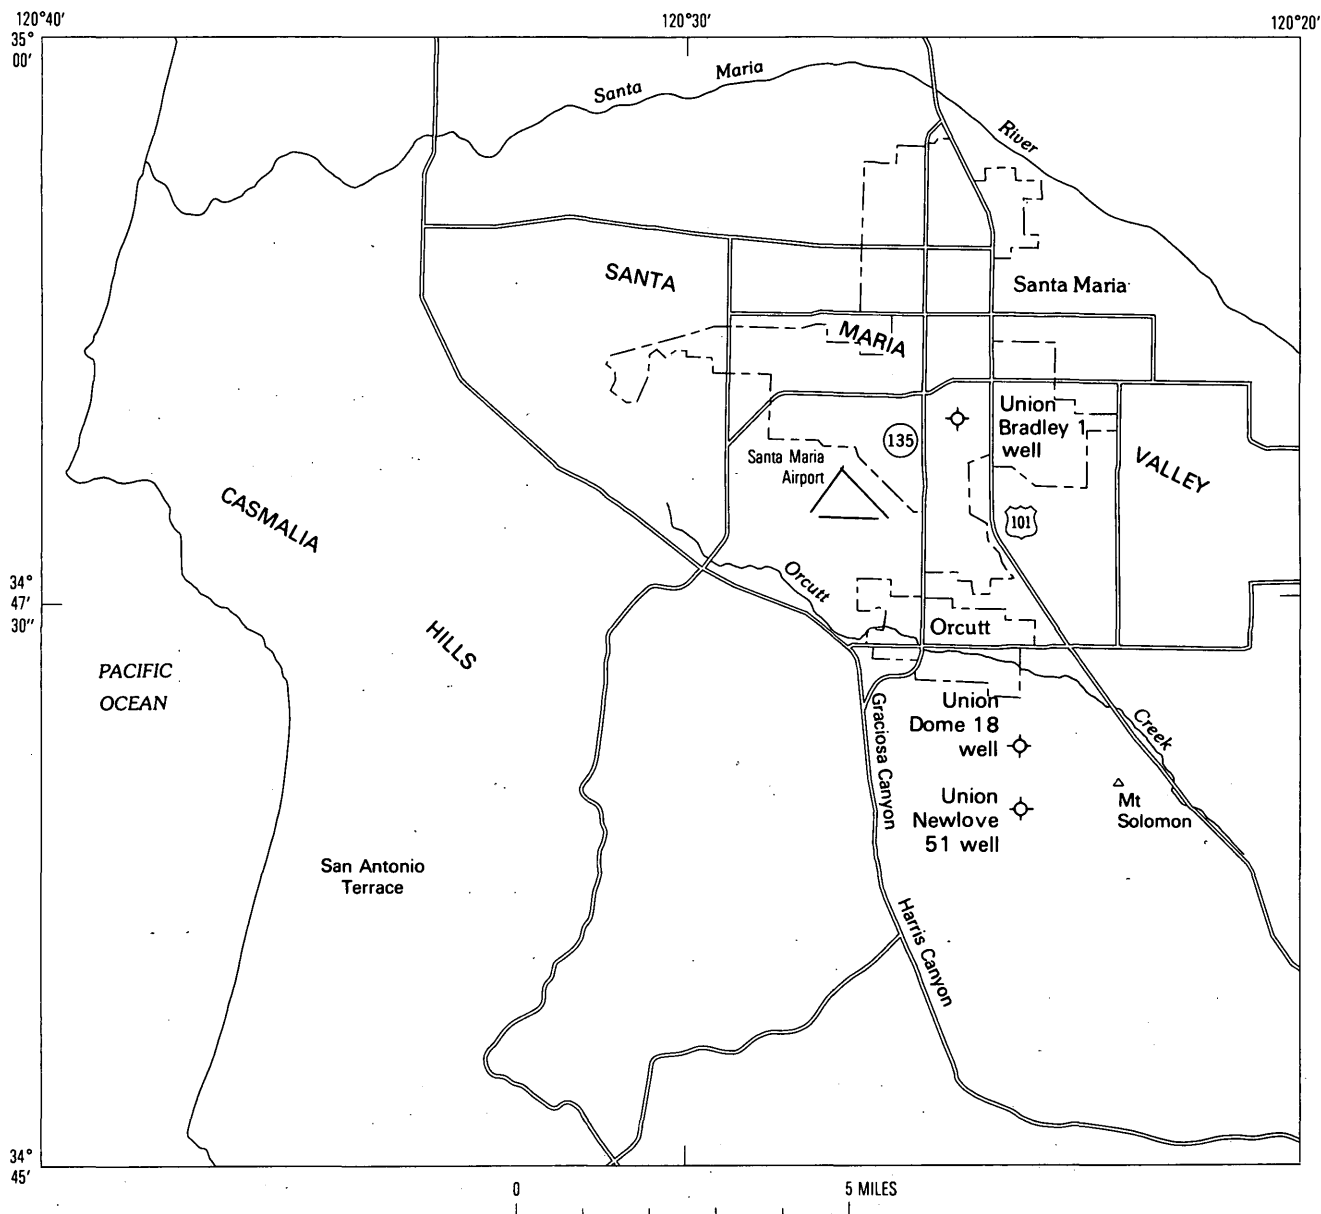 120°40′
120°30′
120°20′
35°
00′
Santa Maria
River
SANTA
Santa Maria
MARIA
Union
Bradley 1
well
135
Santa Maria
Airport
VALLEY
CASMALIA
101
34°
47′
30″
Orcutt
Orcutt
HILLS
PACIFIC
OCEAN
Union
Dome 18
well
Graciosa Canyon
Creek
Union
Newlove
51 well
Mt
Solomon
San Antonio
Terrace
Harris Canyon
34°
45′
0
5 MILES